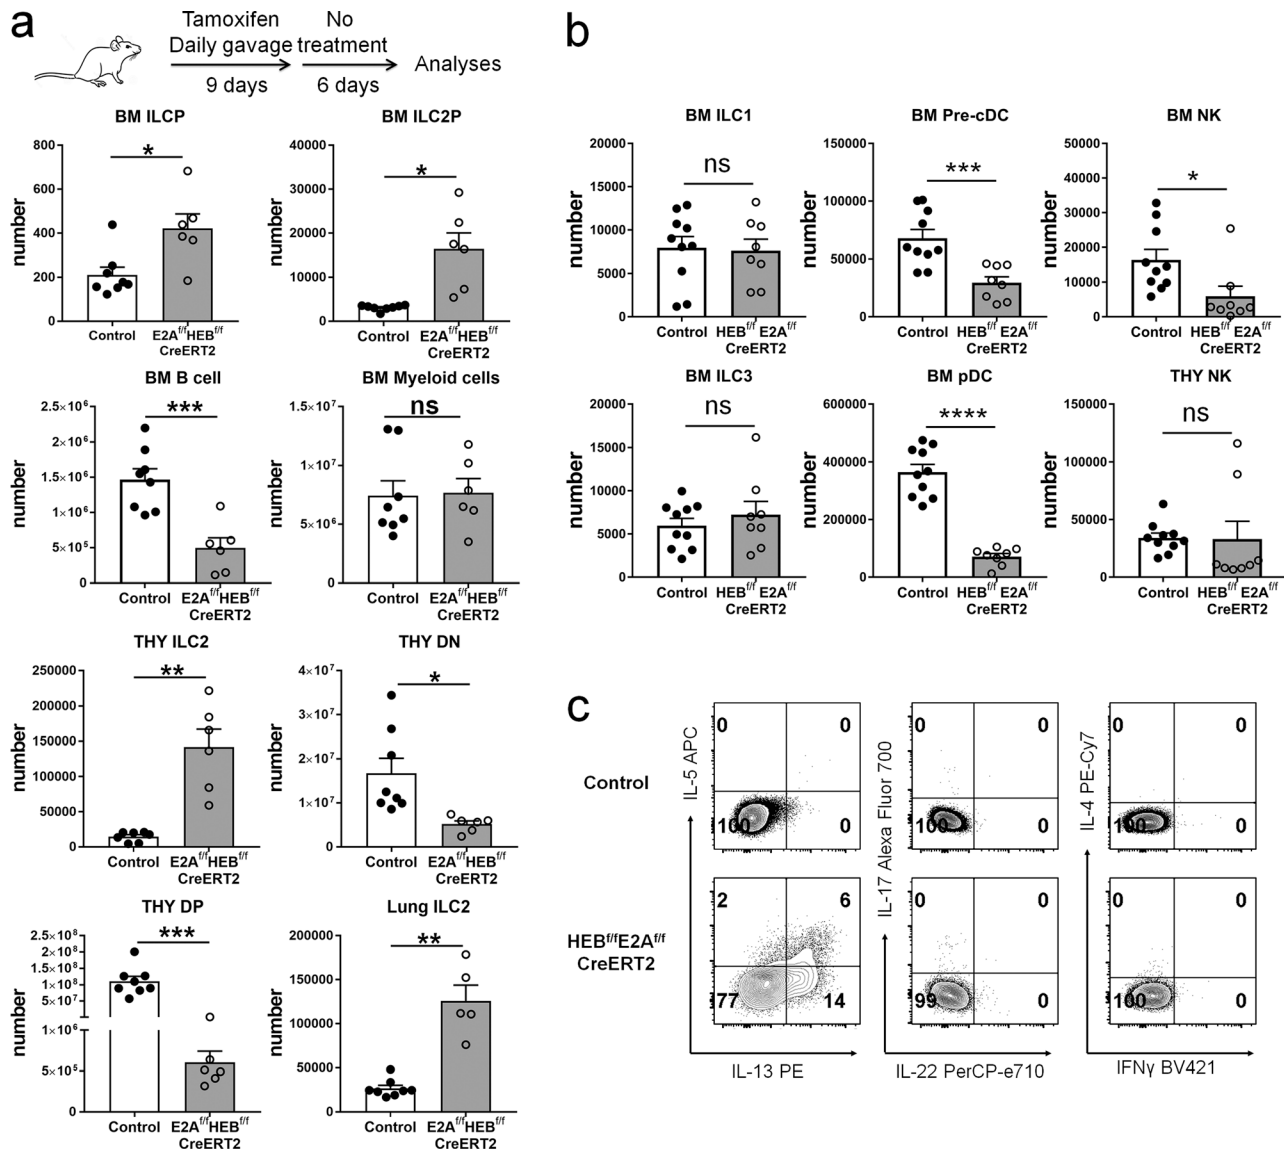 a
Tamoxifen No
Daily gavage treatment
9 days 6 days
Analyses
BM ILCP
*
number
800
600
400
200
0
Control E2A^f/f HEB^f/f
CreERT2
BM ILC2P
*
number
40000
30000
20000
10000
0
Control E2A^f/f HEB^f/f
CreERT2
BM B cell
***
number
2.5×10^6
2×10^6
1.5×10^6
1×10^6
5×10^5
0
Control E2A^f/f HEB^f/f
CreERT2
BM Myeloid cells
ns
number
1.5×10^7
1×10^7
5×10^6
0
Control E2A^f/f HEB^f/f
CreERT2
THY ILC2
**
number
250000
200000
150000
100000
50000
0
Control E2A^f/f HEB^f/f
CreERT2
THY DN
*
number
4×10^7
3×10^7
2×10^7
1×10^7
0
Control E2A^f/f HEB^f/f
CreERT2
THY DP
***
number
2.5×10^8
2×10^8
1.5×10^8
1×10^8
5×10^7
1×10^6
5×10^5
0
Control E2A^f/f HEB^f/f
CreERT2
Lung ILC2
**
number
200000
150000
100000
50000
0
Control E2A^f/f HEB^f/f
CreERT2
b
BM ILC1
ns
number
20000
15000
10000
5000
0
Control HEB^f/f E2A^f/f
CreERT2
BM Pre-cDC
***
number
150000
100000
50000
0
Control HEB^f/f E2A^f/f
CreERT2
BM NK
*
number
50000
40000
30000
20000
10000
0
Control HEB^f/f E2A^f/f
CreERT2
BM ILC3
ns
number
20000
15000
10000
5000
0
Control HEB^f/f E2A^f/f
CreERT2
BM pDC
****
number
600000
400000
200000
0
Control HEB^f/f E2A^f/f
CreERT2
THY NK
ns
number
150000
100000
50000
0
Control HEB^f/f E2A^f/f
CreERT2
c
Control
HEB^f/f E2A^f/f
CreERT2
IL-5 APC
0 0
100 0
2 6
77 14
IL-13 PE
IL-17 Alexa Fluor 700
0 0
100 0
0 0
99 0
IL-22 PerCP-e710
IL-4 PE-Cy7
0 0
100 0
0 0
100 0
IFNγ BV421